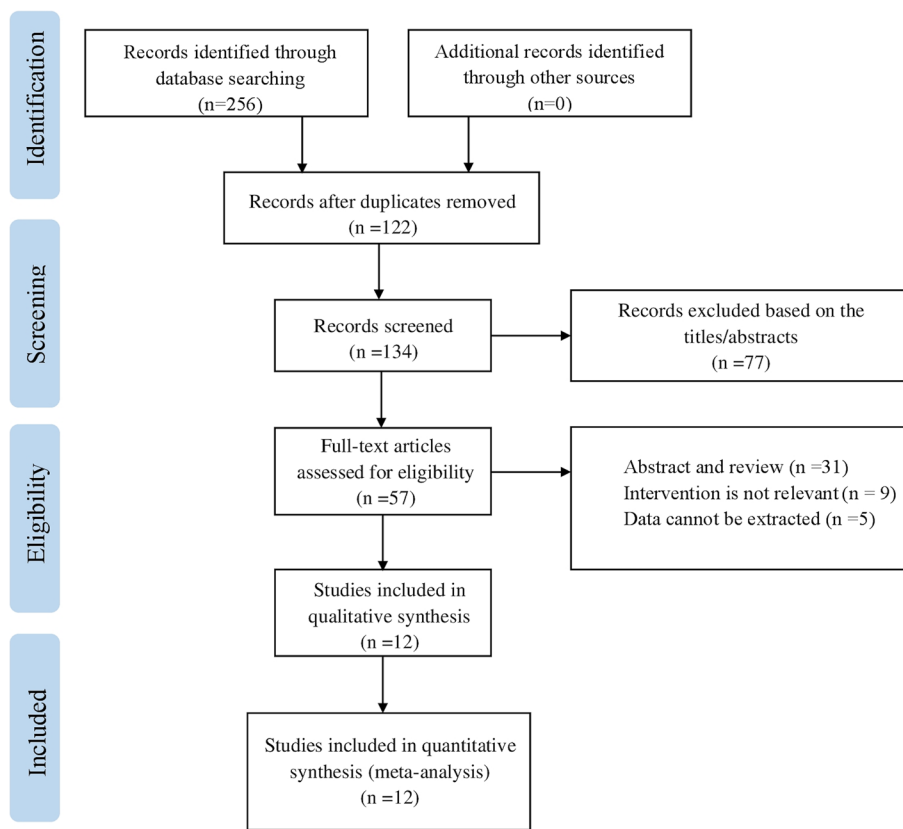 Identification
Records identified through
database searching
(n=256)
Additional records identified
through other sources
(n=0)
Records after duplicates removed
(n =122)
Screening
Records screened
(n =134)
Records excluded based on the
titles/abstracts
(n =77)
Eligibility
Full-text articles
assessed for eligibility
(n =57)
Abstract and review (n =31)
Intervention is not relevant (n = 9)
Data cannot be extracted (n =5)
Studies included in
qualitative synthesis
(n =12)
Included
Studies included in quantitative
synthesis (meta-analysis)
(n =12)